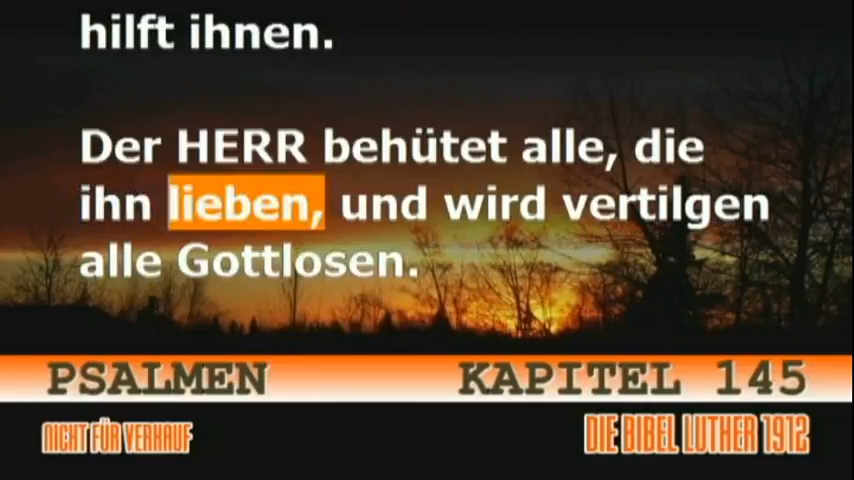 hilft ihnen.
Der HERR behütet alle, die
ihn lieben, und wird vertilgen
alle Gottlosen.
PSALMEN KAPITEL 145
NICHT FÜR VERKAUF DIE BIBEL LUTHER 1912